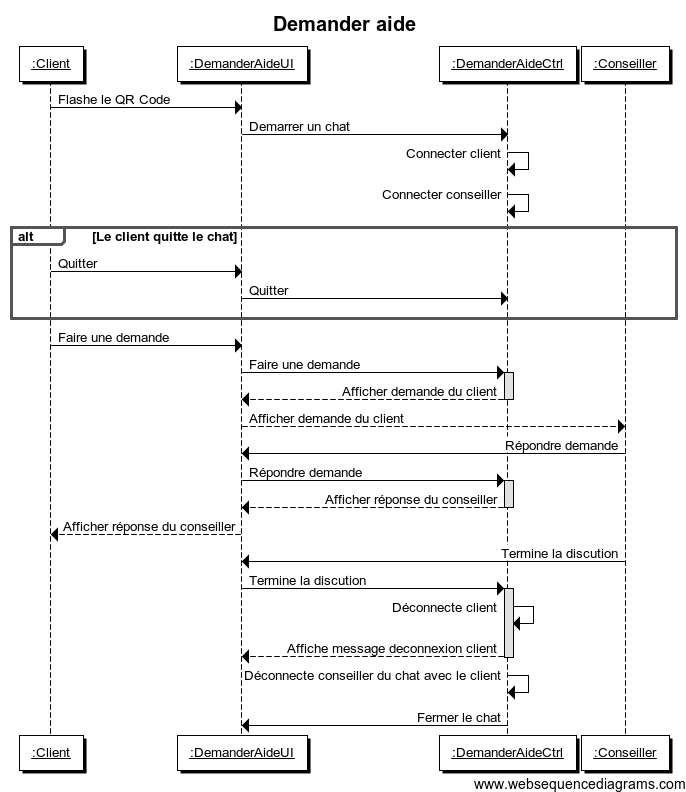 Demander aide
:Client :DemanderAideUI :DemanderAideCtrl :Conseiller
Flashe le QR Code
Demarrer un chat
Connecter client
Connecter conseiller
alt [Le client quitte le chat]
Quitter
Quitter
Faire une demande
Faire une demande
Afficher demande du client
Afficher demande du client
Répondre demande
Répondre demande
Afficher réponse du conseiller
Afficher réponse du conseiller
Termine la discution
Termine la discution
Déconnecte client
Affiche message deconnexion client
Déconnecte conseiller du chat avec le client
Fermer le chat
:Client :DemanderAideUI :DemanderAideCtrl :Conseiller
www.websequencediagrams.com